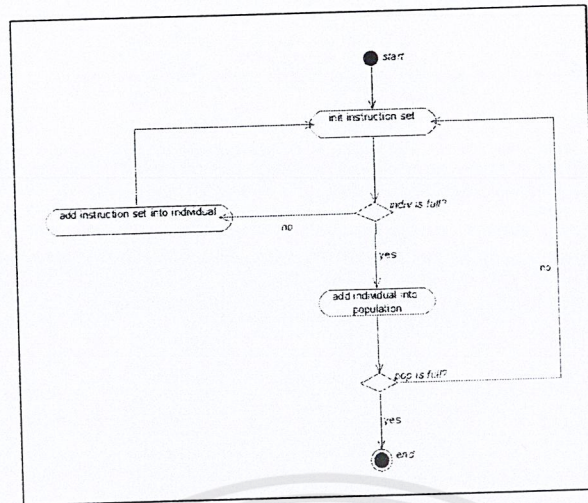 start
init instruction set
indiv is full?
add instruction set into individual
no
yes
no
add individual into
population
pop is full?
yes
end